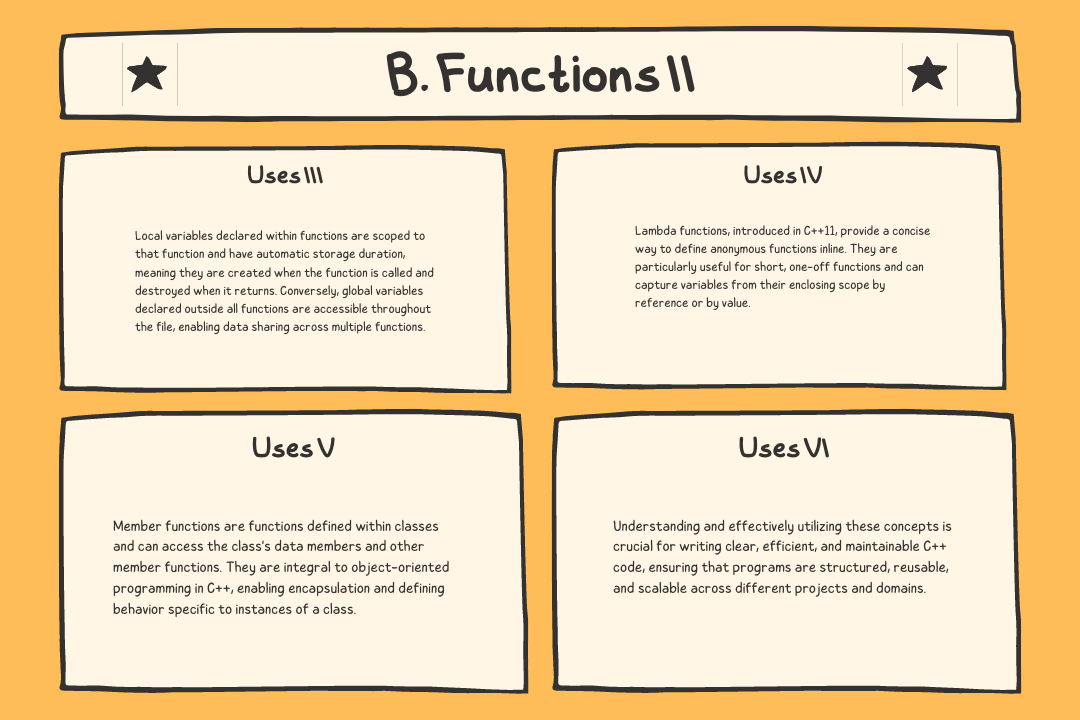 B. Functions II
Uses III
Local variables declared within functions are scoped to
that function and have automatic storage duration,
meaning they are created when the function is called and
destroyed when it returns. Conversely, global variables
declared outside all functions are accessible throughout
the file, enabling data sharing across multiple functions.
Uses IV
Lambda functions, introduced in C++11, provide a concise
way to define anonymous functions inline. They are
particularly useful for short, one-off functions and can
capture variables from their enclosing scope by
reference or by value.
Uses V
Member functions are functions defined within classes
and can access the class's data members and other
member functions. They are integral to object-oriented
programming in C++, enabling encapsulation and defining
behavior specific to instances of a class.
Uses VI
Understanding and effectively utilizing these concepts is
crucial for writing clear, efficient, and maintainable C++
code, ensuring that programs are structured, reusable,
and scalable across different projects and domains.